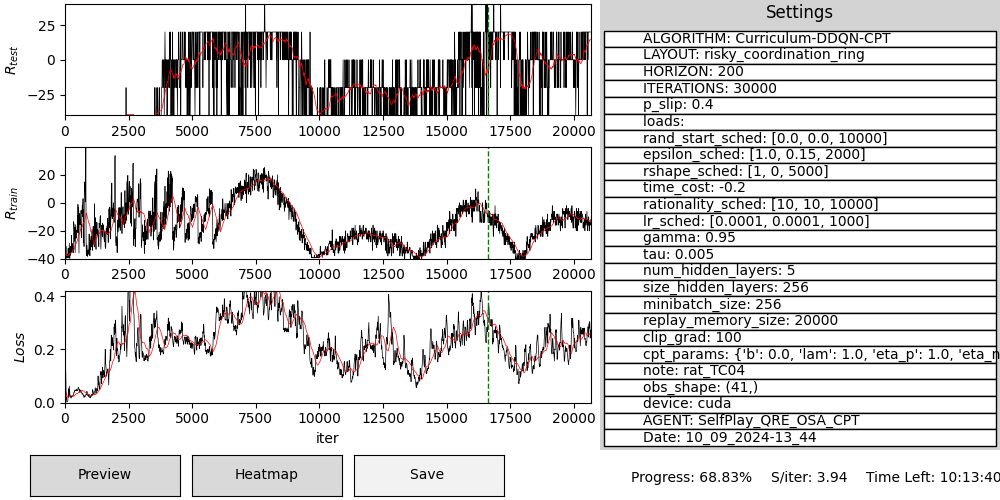 25
0
−25
R_test
0 2500 5000 7500 10000 12500 15000 17500 20000
20
0
−20
−40
R_train
0 2500 5000 7500 10000 12500 15000 17500 20000
0.4
0.2
0.0
Loss
0 2500 5000 7500 10000 12500 15000 17500 20000
iter
Preview Heatmap Save
Settings
ALGORITHM: Curriculum-DDQN-CPT
LAYOUT: risky_coordination_ring
HORIZON: 200
ITERATIONS: 30000
p_slip: 0.4
loads:
rand_start_sched: [0.0, 0.0, 10000]
epsilon_sched: [1.0, 0.15, 2000]
rshape_sched: [1, 0, 5000]
time_cost: -0.2
rationality_sched: [10, 10, 10000]
lr_sched: [0.0001, 0.0001, 1000]
gamma: 0.95
tau: 0.005
num_hidden_layers: 5
size_hidden_layers: 256
minibatch_size: 256
replay_memory_size: 20000
clip_grad: 100
cpt_params: {'b': 0.0, 'lam': 1.0, 'eta_p': 1.0, 'eta_n
note: rat_TC04
obs_shape: (41,)
device: cuda
AGENT: SelfPlay_QRE_OSA_CPT
Date: 10_09_2024-13_44
Progress: 68.83% S/iter: 3.94 Time Left: 10:13:40